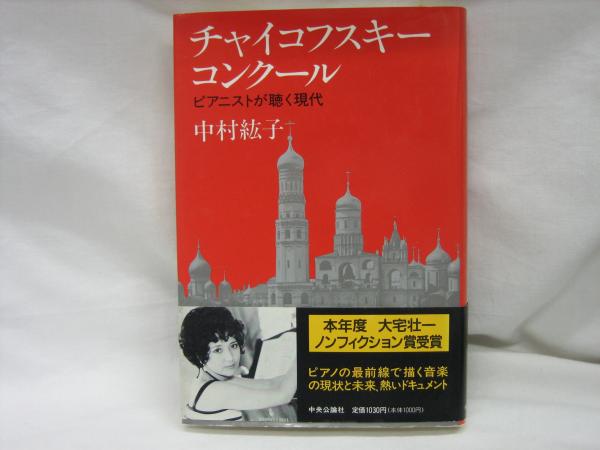 チャイコフスキー
コンクール
ピアニストが聴く現代
中村紘子
本年度 大宅壮一
ノンフィクション賞受賞
ピアノの最前線で描く音楽
の現状と未来、熱いドキュメント
中央公論社 定価1030円(本体1000円)